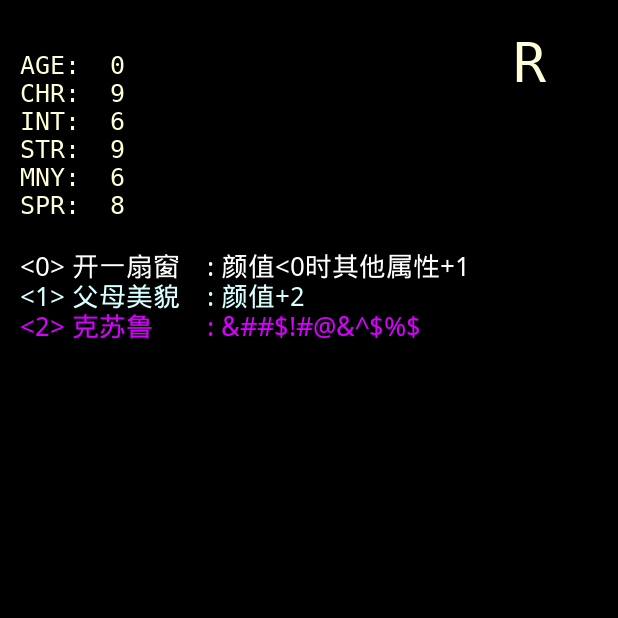 R
AGE: 0
CHR: 9
INT: 6
STR: 9
MNY: 6
SPR: 8
<0> 开一扇窗 : 颜值<0时其他属性+1
<1> 父母美貌 : 颜值+2
<2> 克苏鲁 : &##$!#@&^$%$